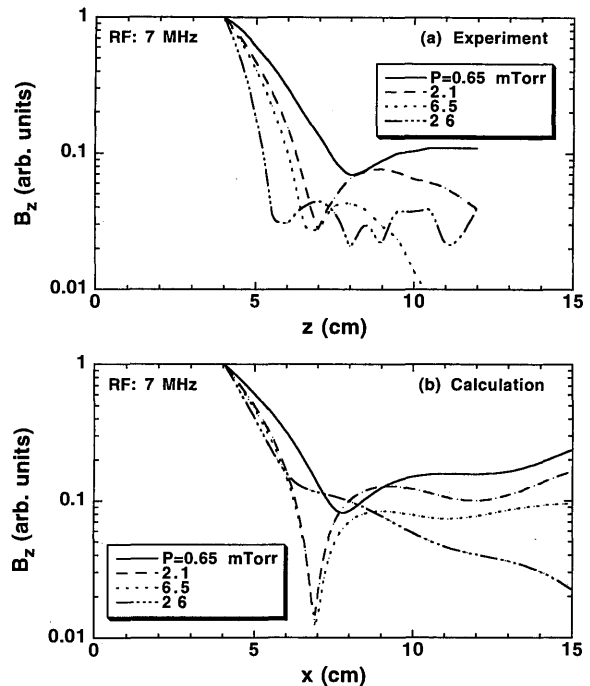 RF: 7 MHz
(a) Experiment
P=0.65 mTorr
2.1
6.5
2 6
1
0.1
0.01
Bz (arb. units)
0
5
10
15
z (cm)
RF: 7 MHz
(b) Calculation
P=0.65 mTorr
2.1
6.5
2 6
1
0.1
0.01
Bz (arb. units)
0
5
10
15
x (cm)